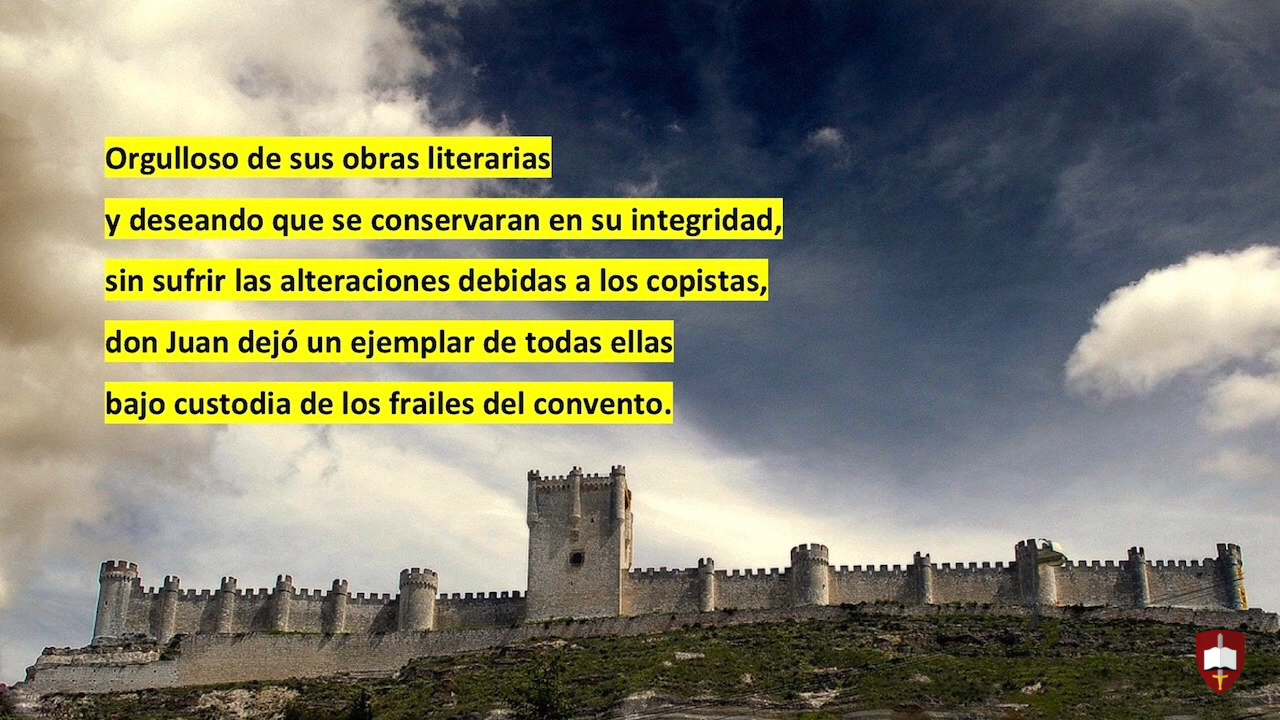 Orgulloso de sus obras literarias
y deseando que se conservaran en su integridad,
sin sufrir las alteraciones debidas a los copistas,
don Juan dejó un ejemplar de todas ellas
bajo custodia de los frailes del convento.